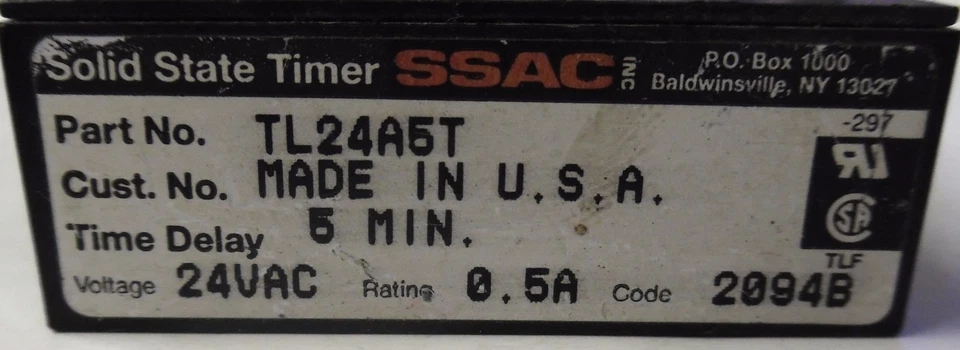 Solid State Timer SSAC INC P.O. Box 1000
Baldwinsville, NY 13027
-297
Part No. TL24A5T
Cust. No. MADE IN U.S.A.
Time Delay 5 MIN.
TLF
Voltage 24VAC Rating 0.5A Code 2094B